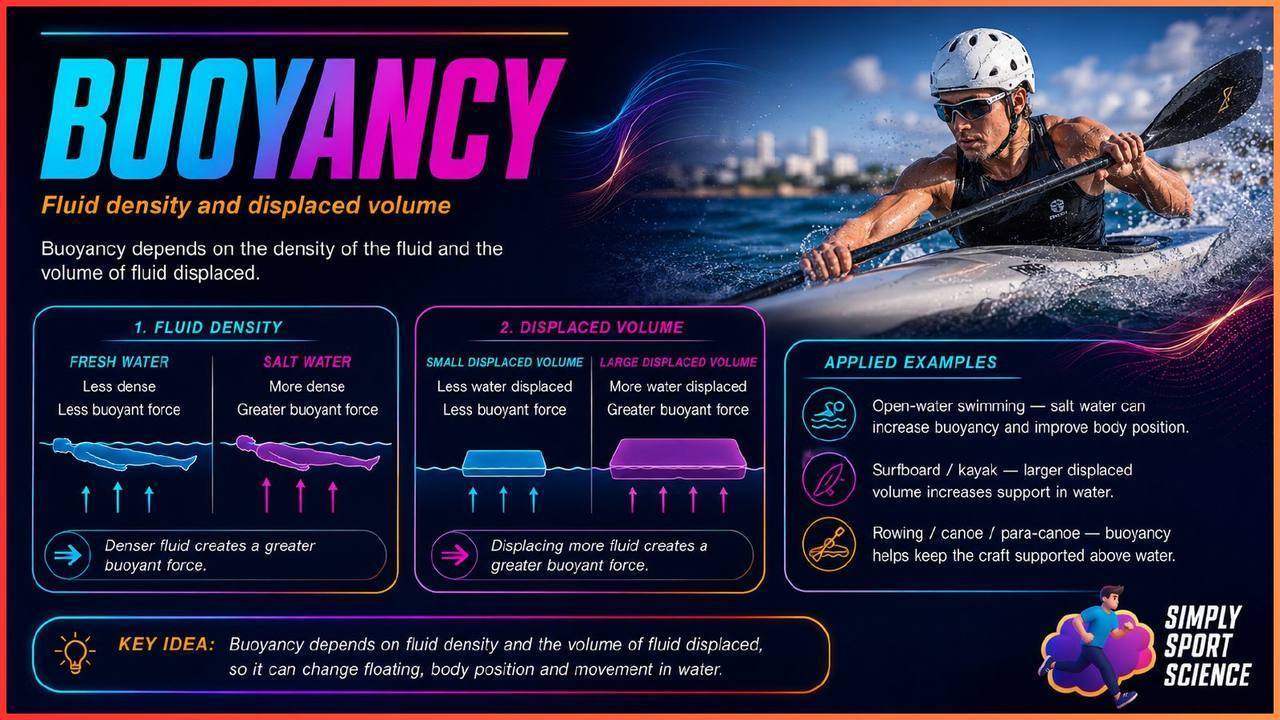 BUOYANCY
Fluid density and displaced volume
Buoyancy depends on the density of the fluid and the
volume of fluid displaced.
1. FLUID DENSITY
FRESH WATER
Less dense
Less buoyant force
SALT WATER
More dense
Greater buoyant force
Denser fluid creates a greater
buoyant force.
2. DISPLACED VOLUME
SMALL DISPLACED VOLUME
Less water displaced
Less buoyant force
LARGE DISPLACED VOLUME
More water displaced
Greater buoyant force
Displacing more fluid creates a
greater buoyant force.
APPLIED EXAMPLES
Open-water swimming — salt water can
increase buoyancy and improve body position.
Surfboard / kayak — larger displaced
volume increases support in water.
Rowing / canoe / para-canoe — buoyancy
helps keep the craft supported above water.
KEY IDEA: Buoyancy depends on fluid density and the volume of fluid displaced,
so it can change floating, body position and movement in water.
SIMPLY
SPORT
SCIENCE